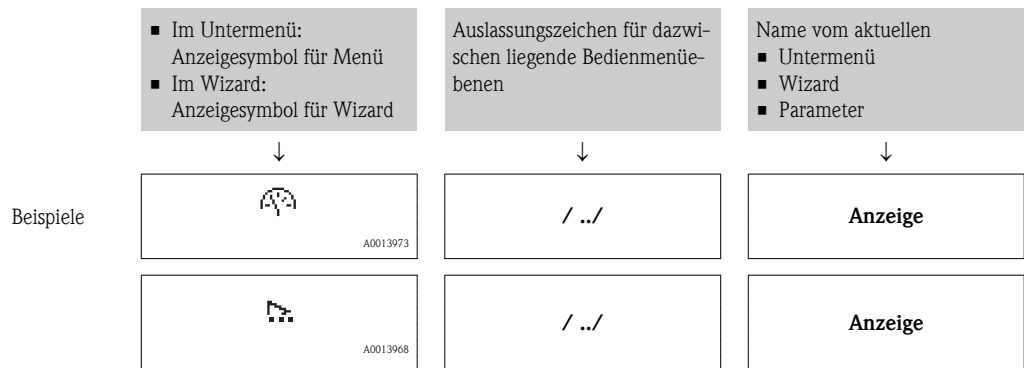 ■ Im Untermenü:
Anzeigesymbol für Menü
■ Im Wizard:
Anzeigesymbol für Wizard
Auslassungszeichen für dazwi-
schen liegende Bedienmenüe-
benen
Name vom aktuellen
■ Untermenü
■ Wizard
■ Parameter
↓ ↓ ↓
Beispiele
A0013973
/ ../
Anzeige
A0013968
/ ../
Anzeige